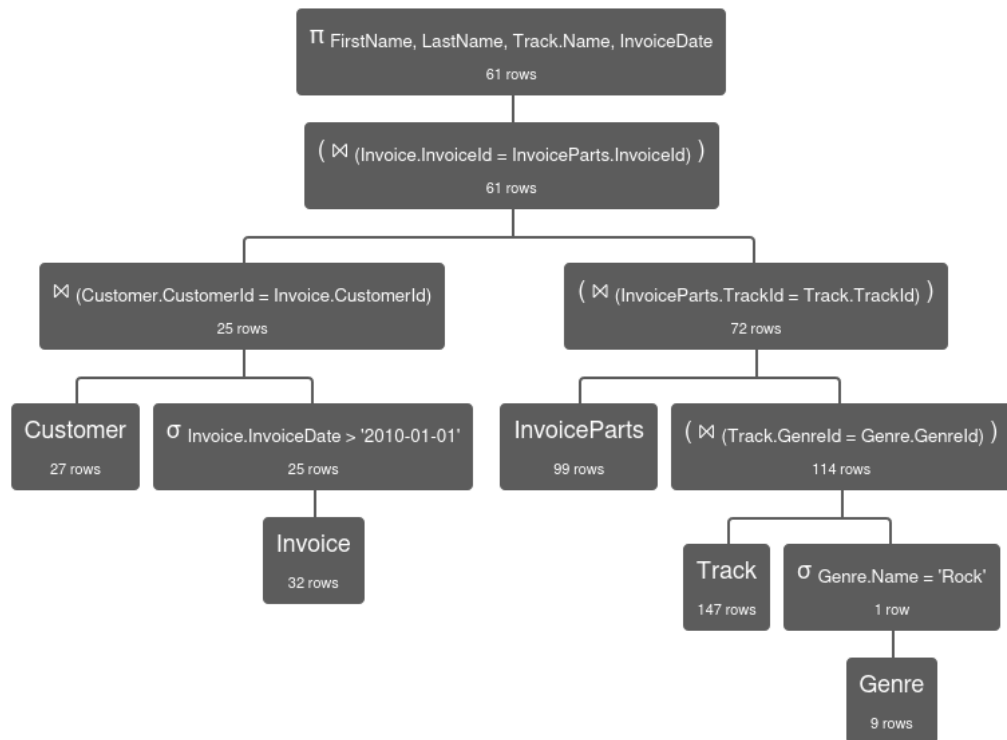 π FirstName, LastName, Track.Name, InvoiceDate
61 rows
( ⋈ (Invoice.InvoiceId = InvoiceParts.InvoiceId) )
61 rows
⋈ (Customer.CustomerId = Invoice.CustomerId)
25 rows
( ⋈ (InvoiceParts.TrackId = Track.TrackId) )
72 rows
Customer
27 rows
σ Invoice.InvoiceDate > '2010-01-01'
25 rows
InvoiceParts
99 rows
( ⋈ (Track.GenreId = Genre.GenreId) )
114 rows
Invoice
32 rows
Track
147 rows
σ Genre.Name = 'Rock'
1 row
Genre
9 rows